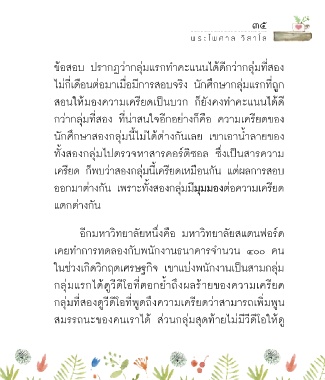 ๓๕
พระไพศาล วิสาโล
ข้อสอบ ปรากฏว่ากลุ่มแรกทำคะแนนได้ดีกว่ากลุ่มที่สอง
ไม่กี่เดือนต่อมาเมื่อมีการสอบจริง นักศึกษากลุ่มแรกที่ถูก
สอนให้มองความเครียดเป็นบวก ก็ยังคงทำคะแนนได้ดี
กว่ากลุ่มที่สอง ที่น่าสนใจอีกอย่างก็คือ ความเครียดของ
นักศึกษาสองกลุ่มนี้ไม่ได้ต่างกันเลย เขาเอาน้ำลายของ
ทั้งสองกลุ่มไปตรวจหาสารคอร์ติซอล ซึ่งเป็นสารความ
เครียด ก็พบว่าสองกลุ่มนี้เครียดเหมือนกัน แต่ผลการสอบ
ออกมาต่างกัน เพราะทั้งสองกลุ่มมีมุมมองต่อความเครียด
แตกต่างกัน
อีกมหาวิทยาลัยหนึ่งคือ มหาวิทยาลัยสแตนฟอร์ด
เคยทำการทดลองกับพนักงานธนาคารจำนวน ๔๐๐ คน
ในช่วงเกิดวิกฤตเศรษฐกิจ เขาแบ่งพนักงานเป็นสามกลุ่ม
กลุ่มแรกได้ดูวีดีโอที่ตอกย้ำถึงผลร้ายของความเครียด
กลุ่มที่สองดูวีดีโอที่พูดถึงความเครียดว่าสามารถเพิ่มพูน
สมรรถนะของคนเราได้ ส่วนกลุ่มสุดท้ายไม่มีวีดีโอให้ดู